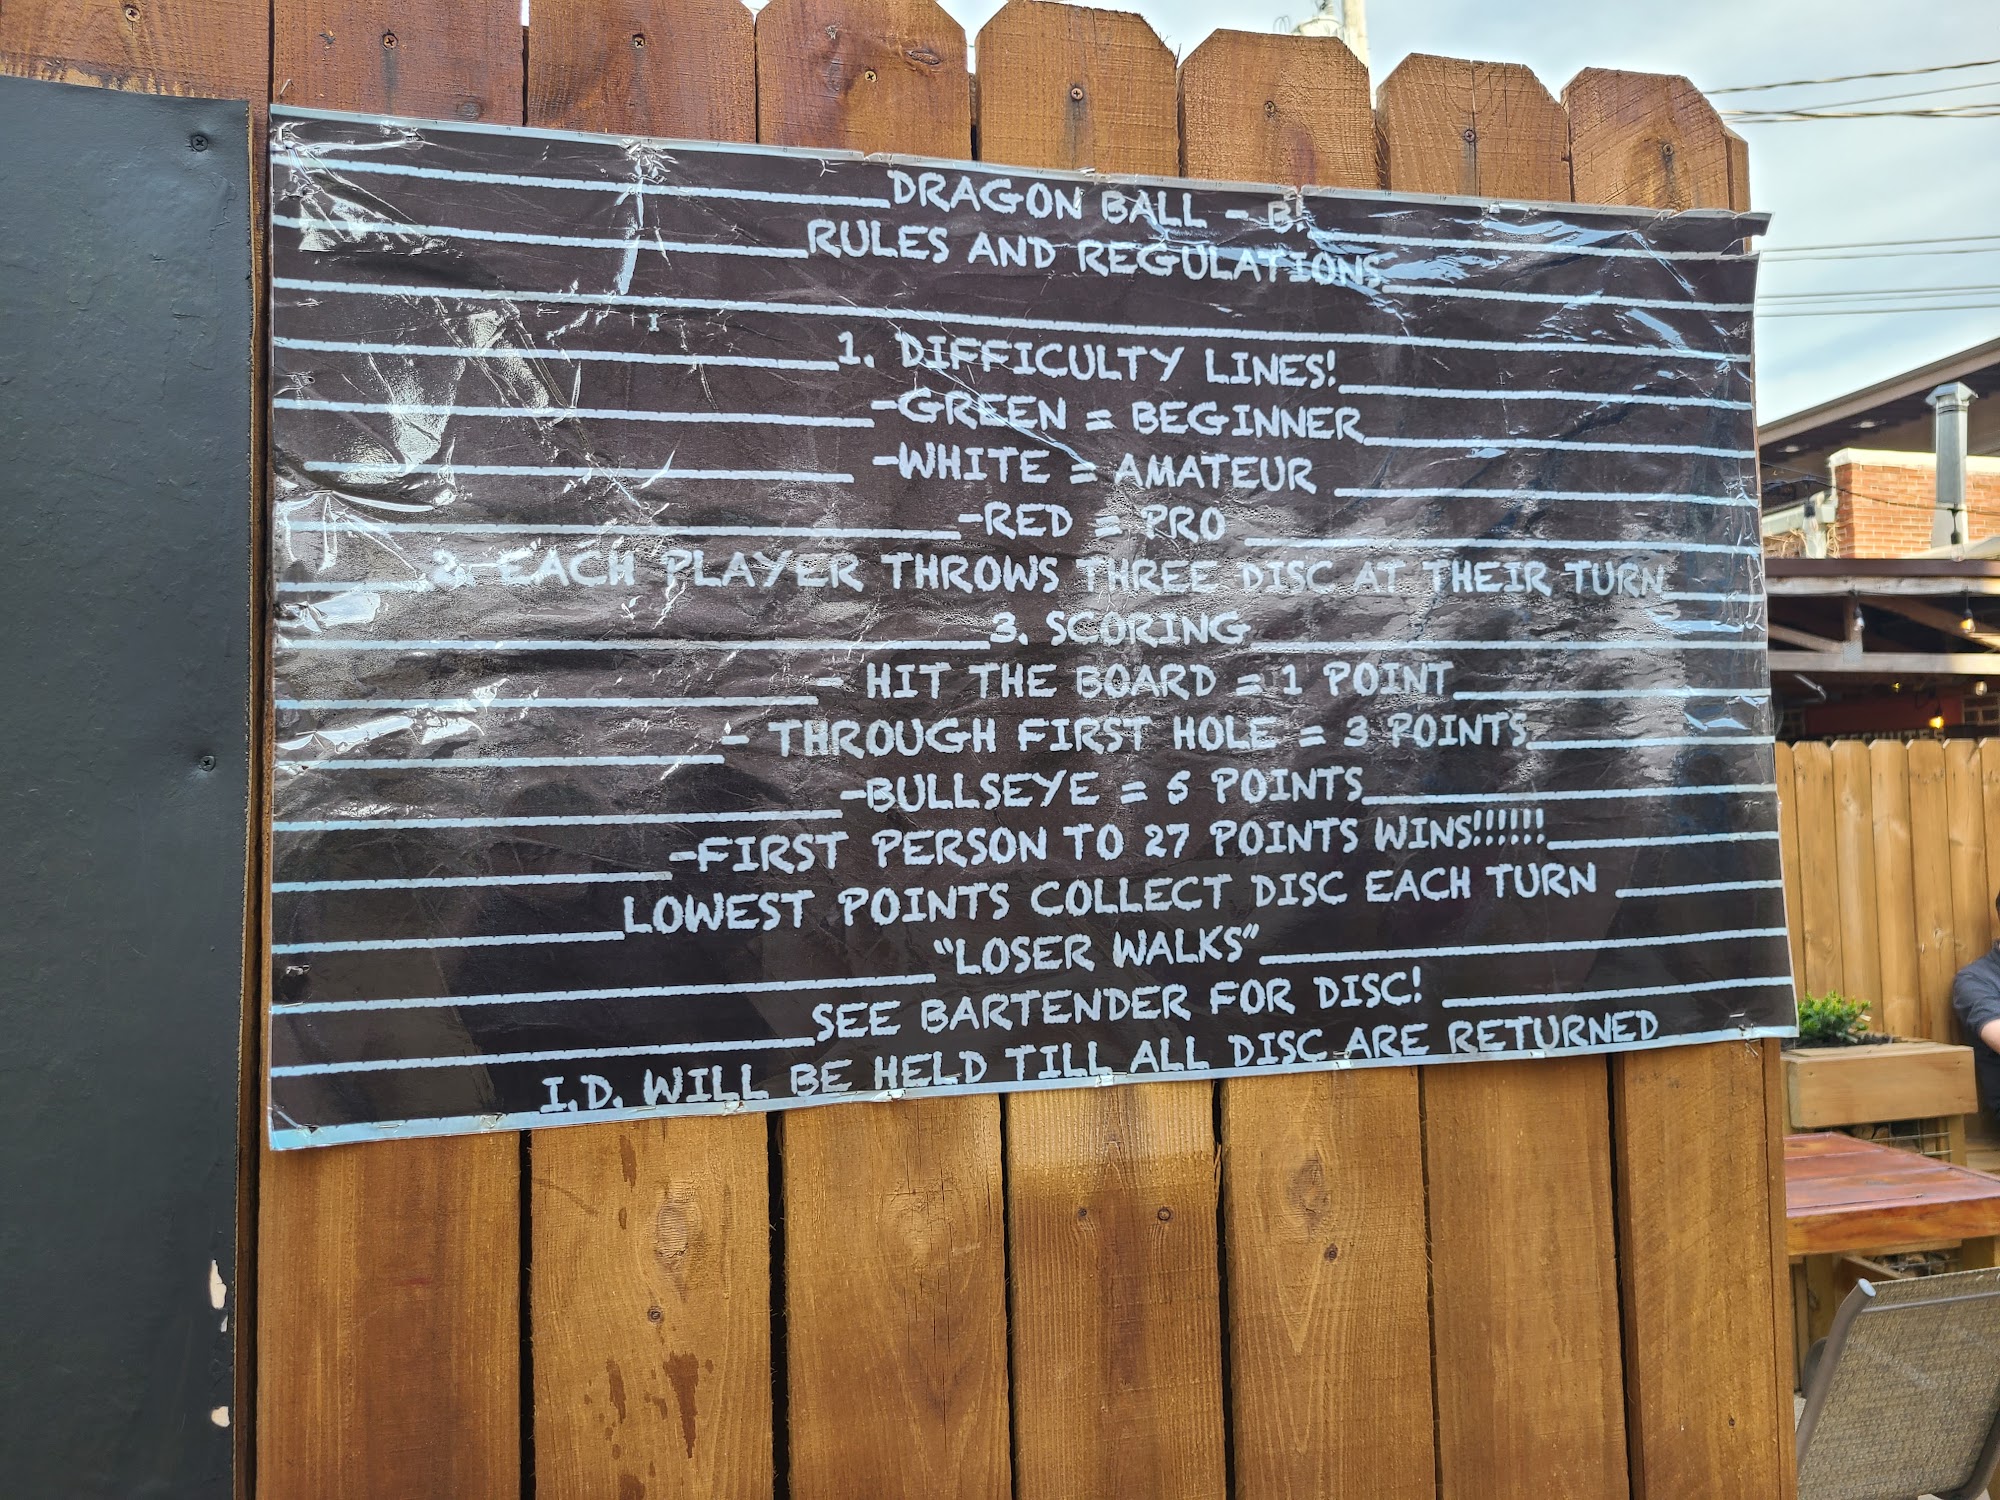 DRAGON BALL - B!
RULES AND REGULATIONS
1. DIFFICULTY LINES!
-GREEN = BEGINNER
-WHITE = AMATEUR
-RED = PRO
2. EACH PLAYER THROWS THREE DISC AT THEIR TURN
3. SCORING
- HIT THE BOARD = 1 POINT
- THROUGH FIRST HOLE = 3 POINTS
-BULLSEYE = 5 POINTS
-FIRST PERSON TO 27 POINTS WINS!!!!!!
LOWEST POINTS COLLECT DISC EACH TURN
"LOSER WALKS"
SEE BARTENDER FOR DISC!
I.D. WILL BE HELD TILL ALL DISC ARE RETURNED